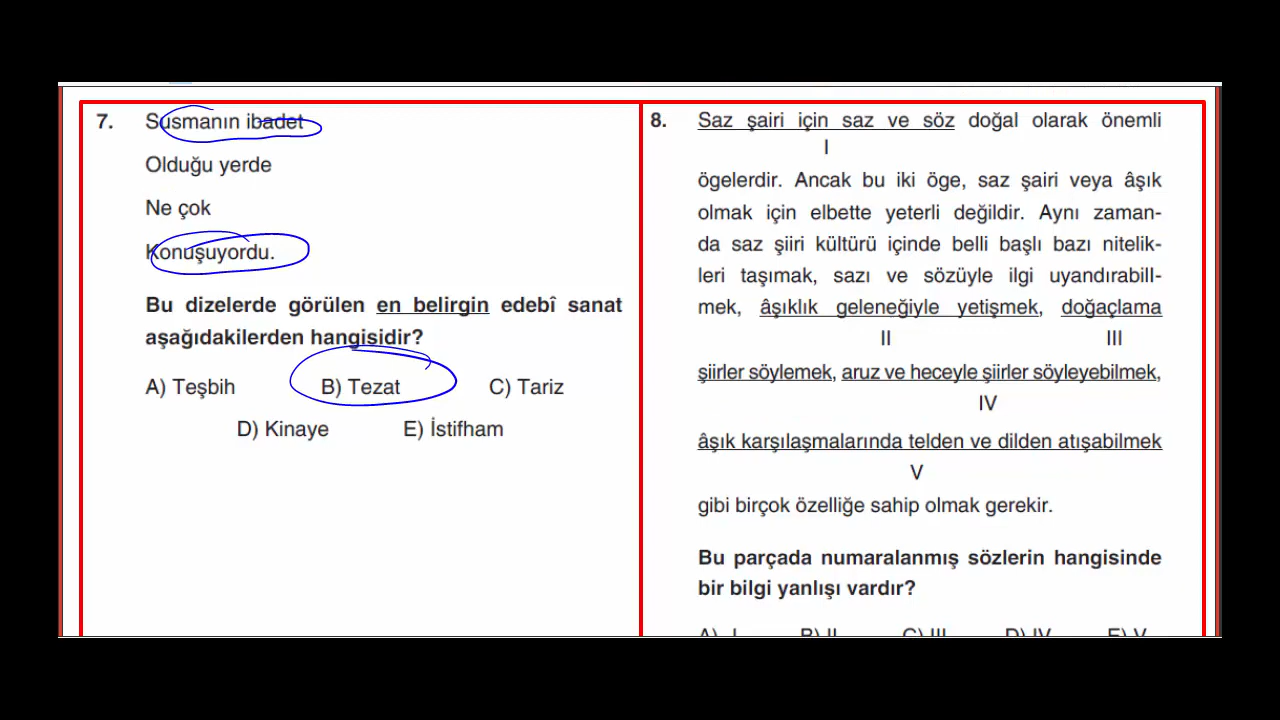 7. Susmanın ibadet
Olduğu yerde
Ne çok
Konuşuyordu.
Bu dizelerde görülen en belirgin edebî sanat
aşağıdakilerden hangisidir?
A) Teşbih B) Tezat C) Tariz
D) Kinaye E) İstifham
8. Saz şairi için saz ve söz doğal olarak önemli
I
ögelerdir. Ancak bu iki öge, saz şairi veya âşık
olmak için elbette yeterli değildir. Aynı zaman-
da saz şiiri kültürü içinde belli başlı bazı nitelik-
leri taşımak, sazı ve sözüyle ilgi uyandırabill-
mek, âşıklık geleneğiyle yetişmek, doğaçlama
II III
şiirler söylemek, aruz ve heceyle şiirler söyleyebilmek,
IV
âşık karşılaşmalarında telden ve dilden atışabilmek
V
gibi birçok özelliğe sahip olmak gerekir.
Bu parçada numaralanmış sözlerin hangisinde
bir bilgi yanlışı vardır?
A) I B) II C) III D) IV E) V